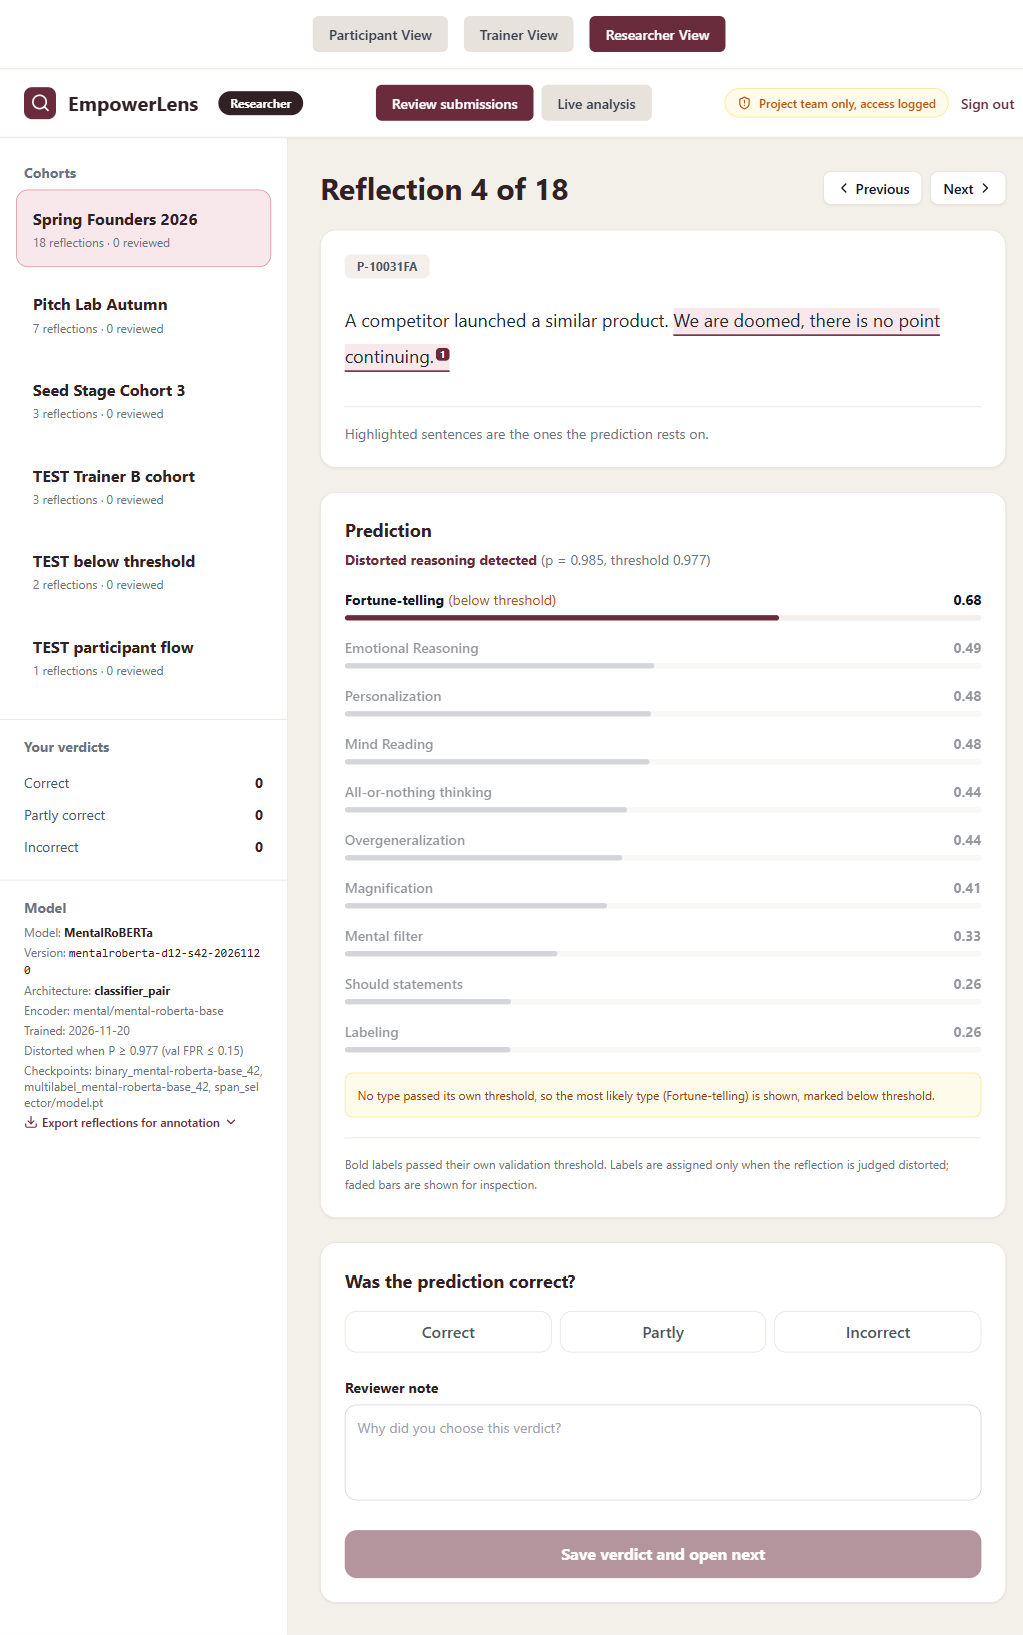 Participant View
Trainer View
Researcher View
EmpowerLens
Researcher
Review submissions
Live analysis
Project team only, access logged
Sign out
Cohorts
Spring Founders 2026
18 reflections · 0 reviewed
Pitch Lab Autumn
7 reflections · 0 reviewed
Seed Stage Cohort 3
3 reflections · 0 reviewed
TEST Trainer B cohort
3 reflections · 0 reviewed
TEST below threshold
2 reflections · 0 reviewed
TEST participant flow
1 reflections · 0 reviewed
Your verdicts
Correct 0
Partly correct 0
Incorrect 0
Model
Model: MentalRoBERTa
Version: mentalroberta-d12-s42-2026112
0
Architecture: classifier_pair
Encoder: mental/mental-roberta-base
Trained: 2026-11-20
Distorted when P ≥ 0.977 (val FPR ≤ 0.15)
Checkpoints: binary_mental-roberta-base_42,
multilabel_mental-roberta-base_42, span_sel
ector/model.pt
Export reflections for annotation
Reflection 4 of 18
Previous
Next
P-10031FA
A competitor launched a similar product. We are doomed, there is no point
continuing. 1
Highlighted sentences are the ones the prediction rests on.
Prediction
Distorted reasoning detected (p = 0.985, threshold 0.977)
Fortune-telling (below threshold) 0.68
Emotional Reasoning 0.49
Personalization 0.48
Mind Reading 0.48
All-or-nothing thinking 0.44
Overgeneralization 0.44
Magnification 0.41
Mental filter 0.33
Should statements 0.26
Labeling 0.26
No type passed its own threshold, so the most likely type (Fortune-telling) is shown, marked below threshold.
Bold labels passed their own validation threshold. Labels are assigned only when the reflection is judged distorted;
faded bars are shown for inspection.
Was the prediction correct?
Correct
Partly
Incorrect
Reviewer note
Why did you choose this verdict?
Save verdict and open next